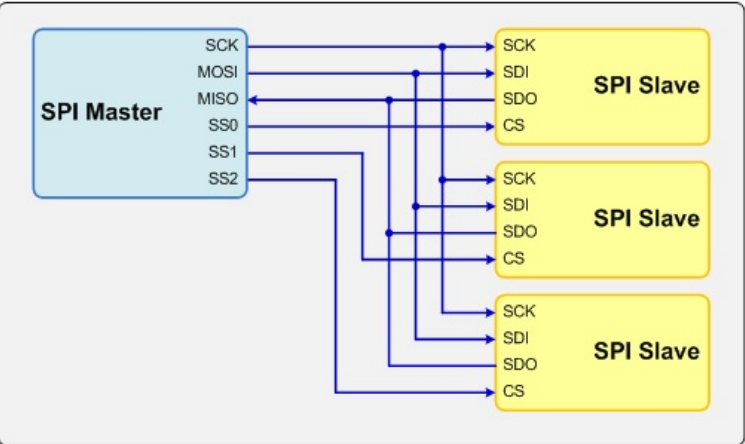 SPI Master
SCK
MOSI
MISO
SS0
SS1
SS2
SCK
SDI
SDO
CS
SPI Slave
SCK
SDI
SDO
CS
SPI Slave
SCK
SDI
SDO
CS
SPI Slave